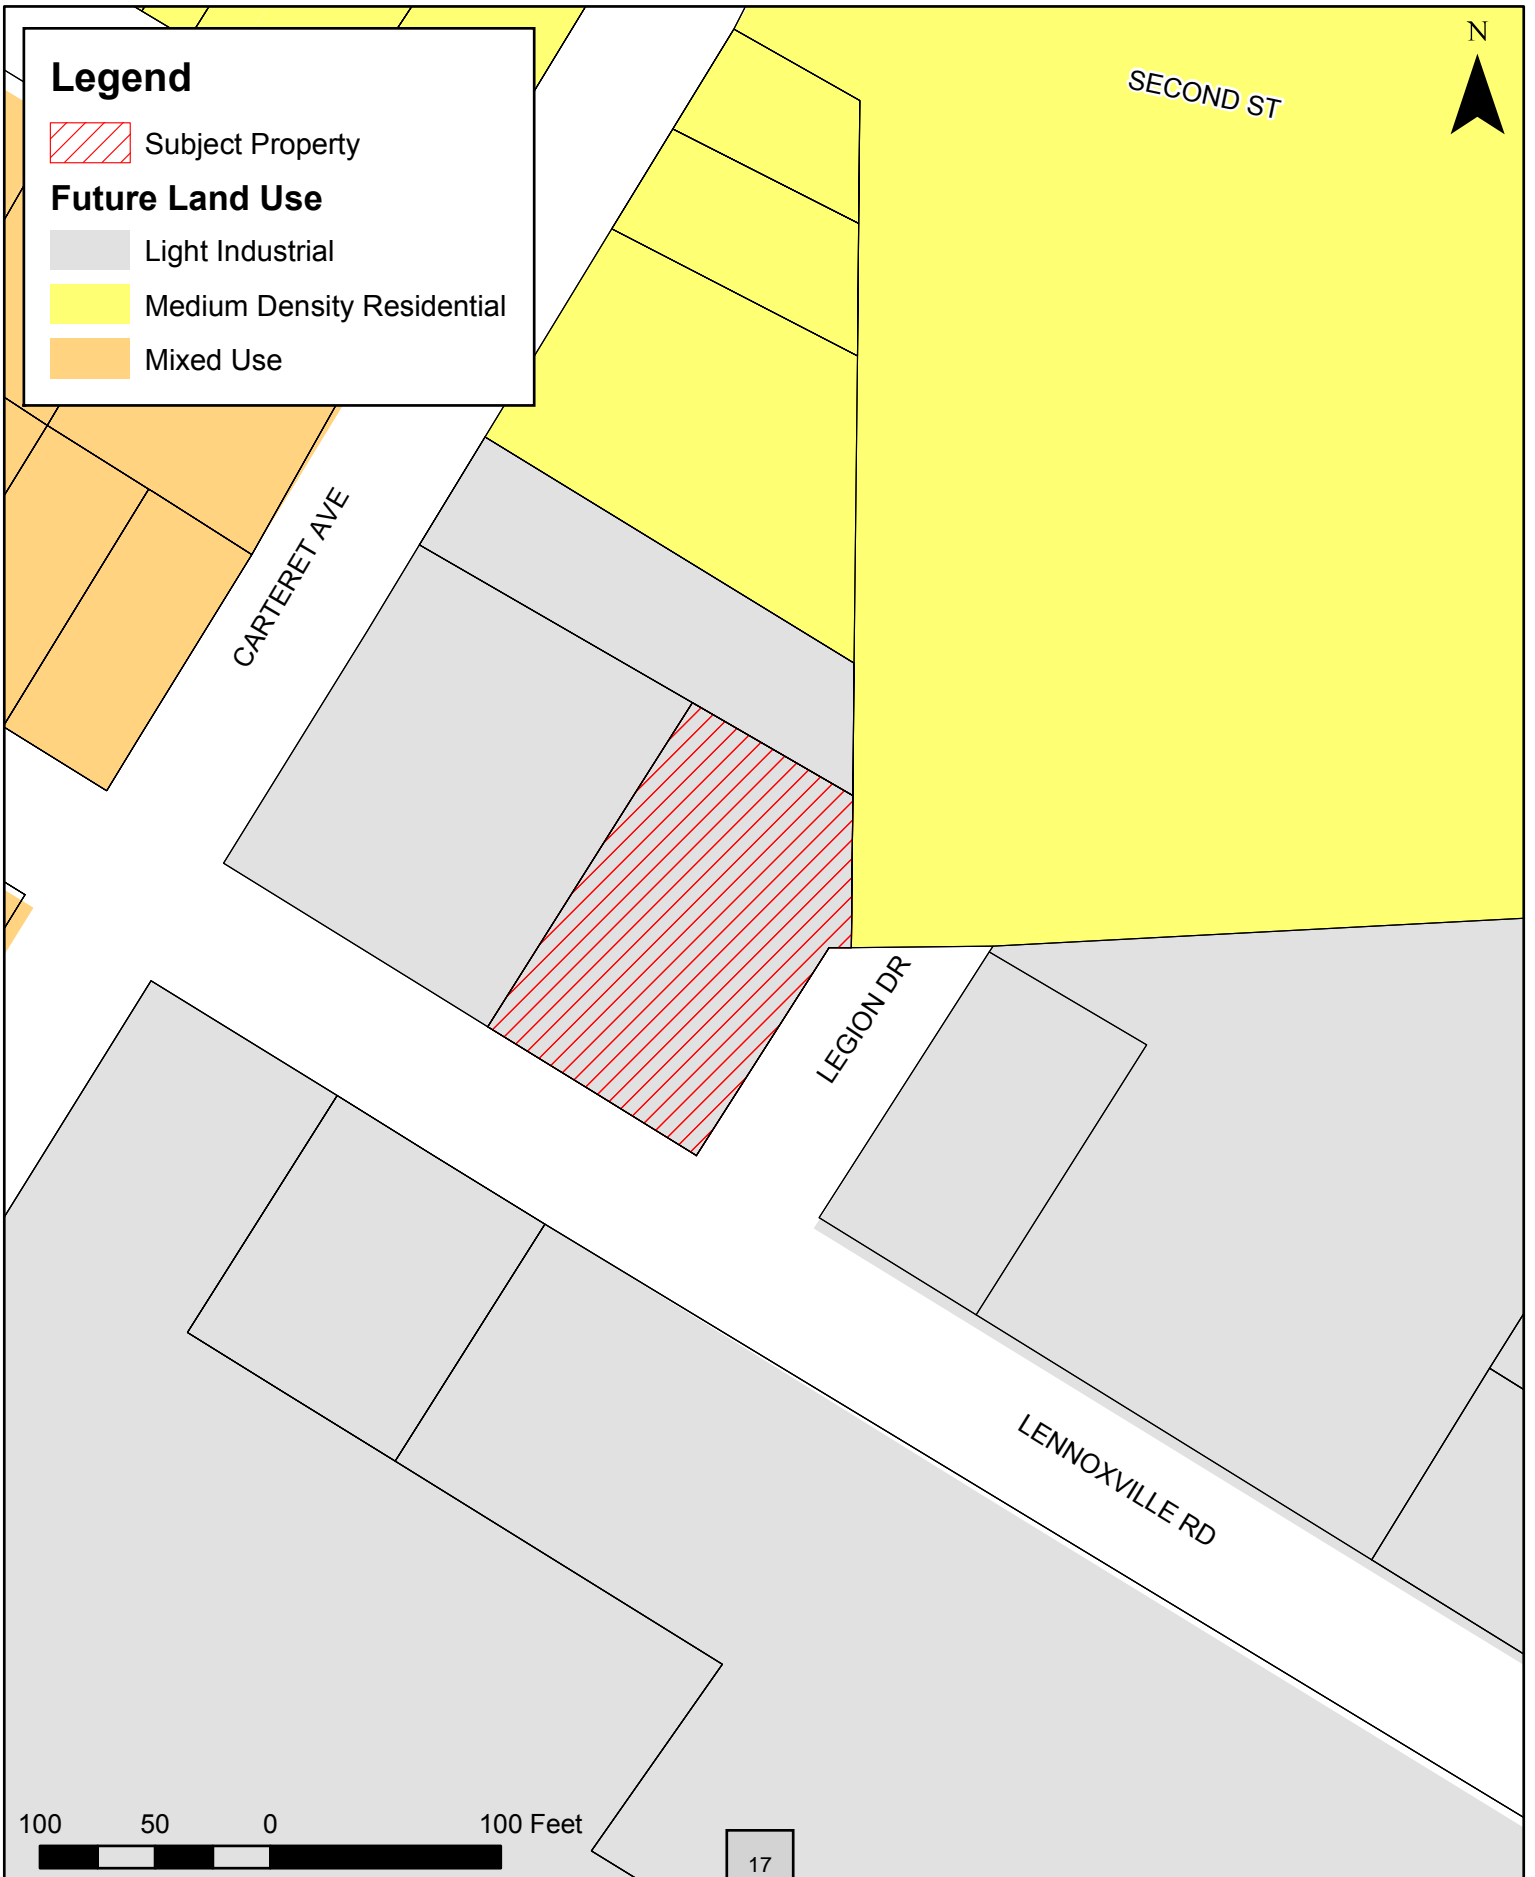 Legend
Subject Property
Future Land Use
Light Industrial
Medium Density Residential
Mixed Use
N
SECOND ST
CARTERET AVE
LEGION DR
LENNOXVILLE RD
100 50 0 100 Feet
17